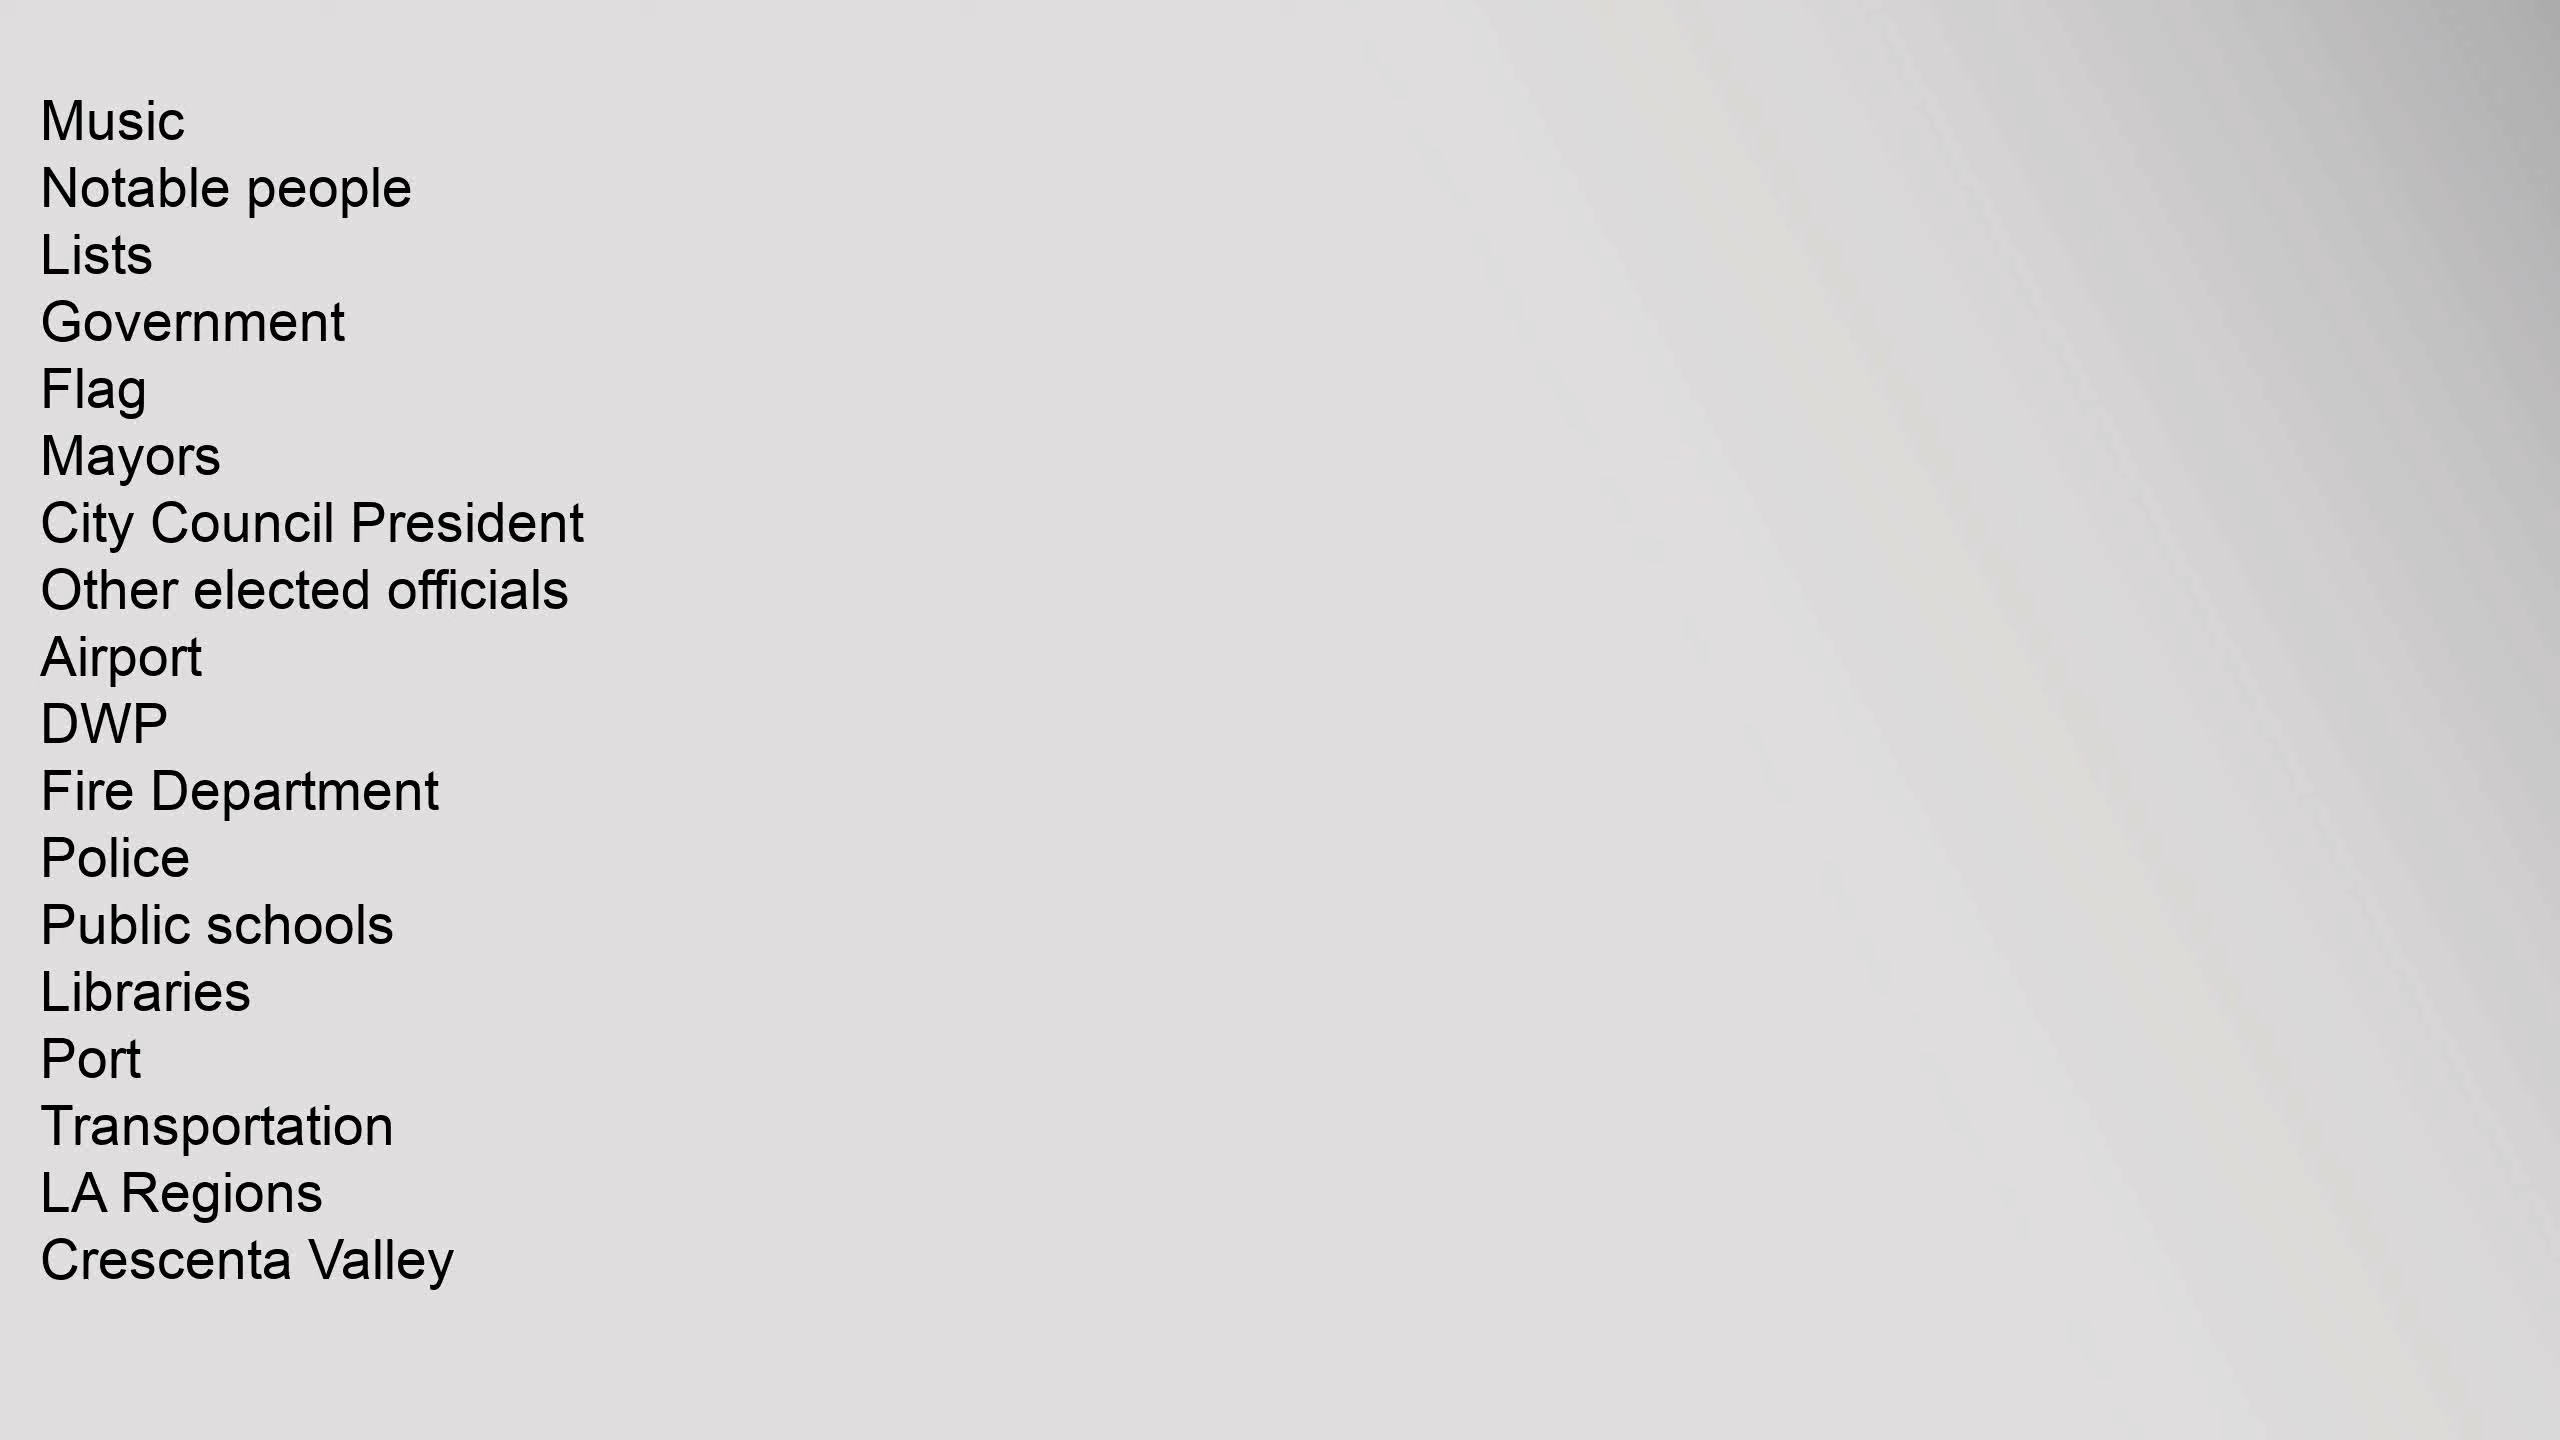 Music
Notable people
Lists
Government
Flag
Mayors
City Council President
Other elected officials
Airport
DWP
Fire Department
Police
Public schools
Libraries
Port
Transportation
LA Regions
Crescenta Valley